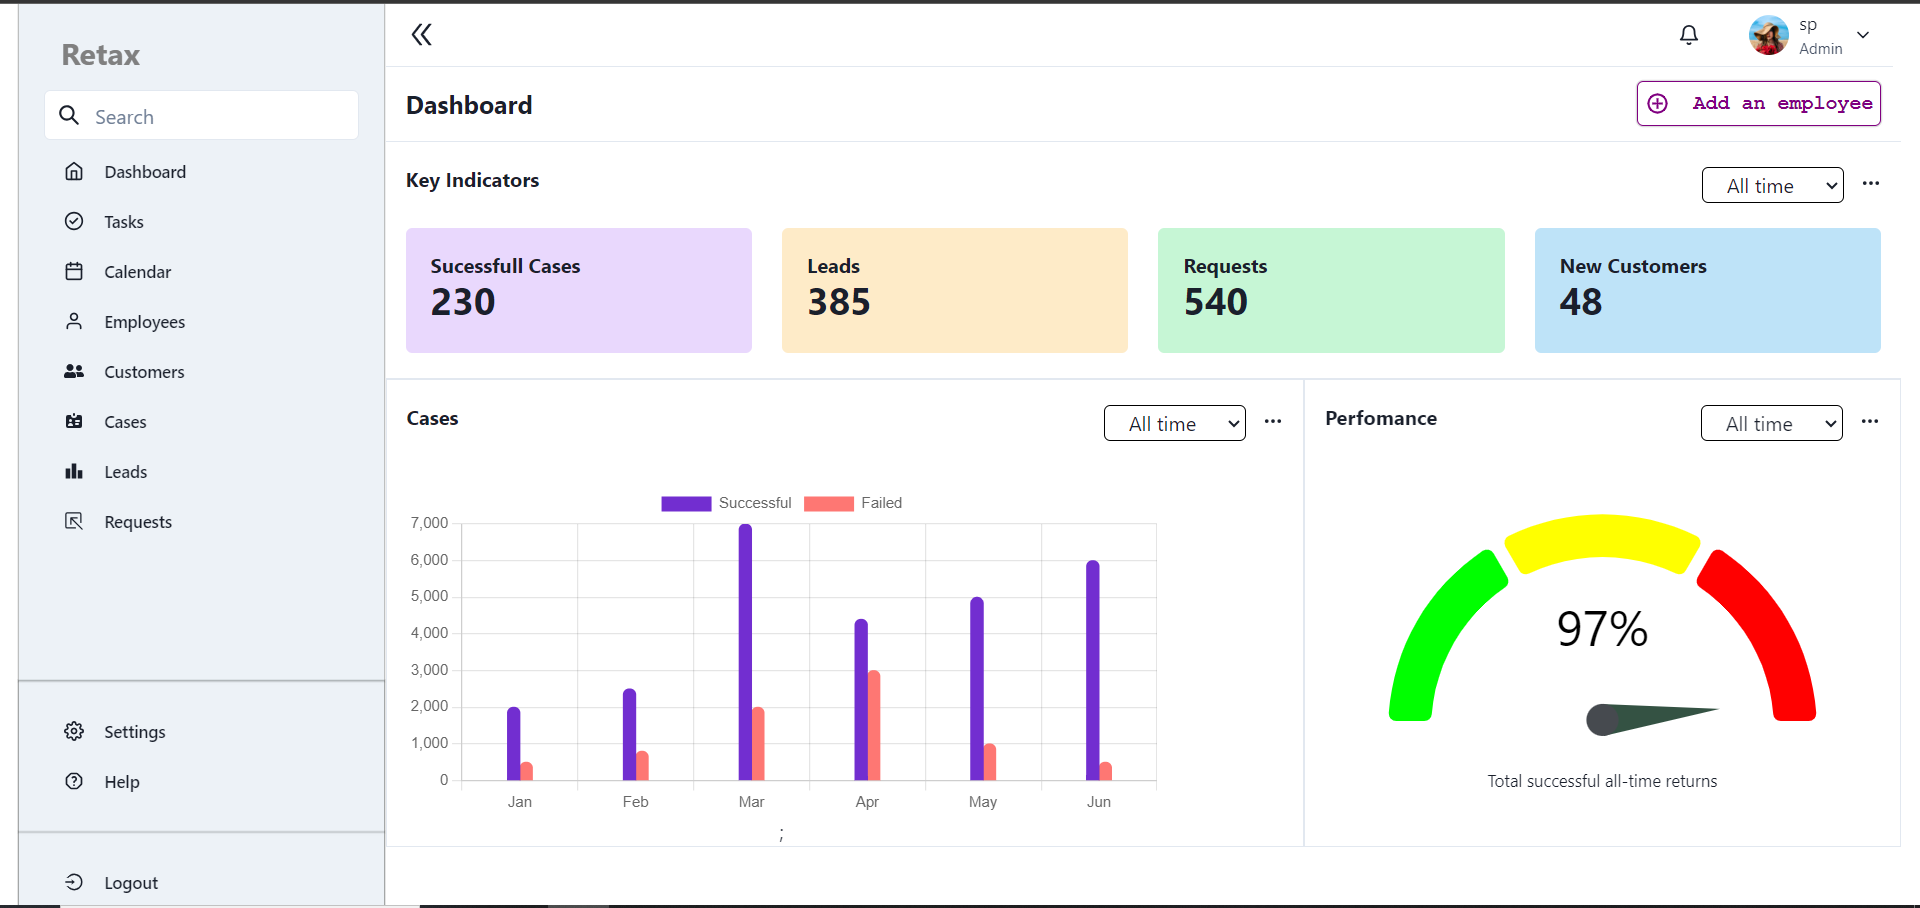 Retax
Search
Dashboard
Tasks
Calendar
Employees
Customers
Cases
Leads
Requests
Settings
Help
Logout
sp
Admin
Dashboard
Add an employee
Key Indicators
All time
Sucessfull Cases
230
Leads
385
Requests
540
New Customers
48
Cases
All time
Successful Failed
7,000
6,000
5,000
4,000
3,000
2,000
1,000
0
Jan Feb Mar Apr May Jun
;
Perfomance
All time
97%
Total successful all-time returns